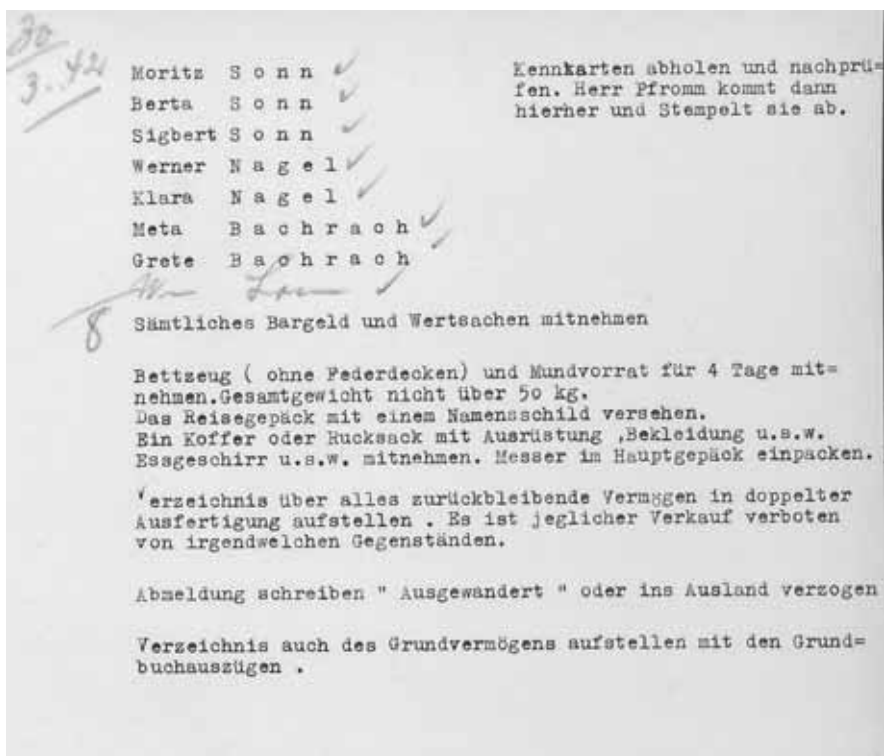 30
3. 42
Moritz S o n n
Berta S o n n
Sigbert S o n n
Werner N a g e l
Klara N a g e l
Meta B a c h r a c h
Grete B a c h r a c h
Kennkarten abholen und nachprü=
fen. Herr Pfromm kommt dann
hierher und Stempelt sie ab.
8
Sämtliches Bargeld und Wertsachen mitnehmen
Bettzeug ( ohne Federdecken) und Mundvorrat für 4 Tage mit=
nehmen.Gesamtgewicht nicht über 5o kg.
Das Reisegepäck mit einem Namensschild versehen.
Ein Koffer oder Rucksack mit Ausrüstung ,Bekleidung u.s.w.
Essgeschirr u.s.w. mitnehmen. Messer im Hauptgepäck einpacken.
Verzeichnis über alles zurückbleibende Vermögen in doppelter
Ausfertigung aufstellen . Es ist jeglicher Verkauf verboten
von irgendwelchen Gegenständen.
Abmeldung schreiben " Ausgewandert " oder ins Ausland verzogen
Verzeichnis auch des Grundvermögens aufstellen mit den Grund=
buchauszügen .